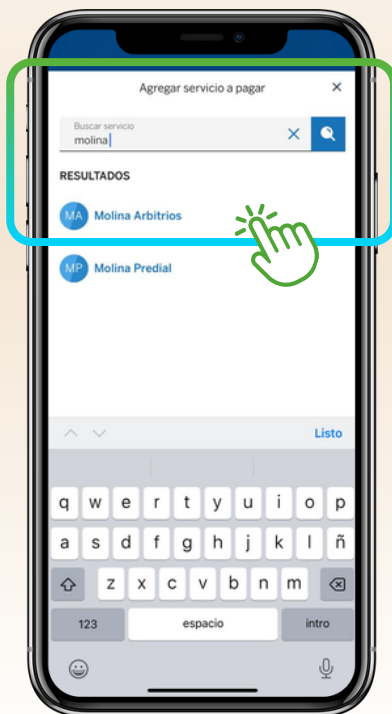 Agregar servicio a pagar
Buscar servicio
molina
RESULTADOS
MA Molina Arbitrios
MP Molina Predial
Listo
q w e r t y u i o p
a s d f g h j k l ñ
z x c v b n m
123 espacio intro